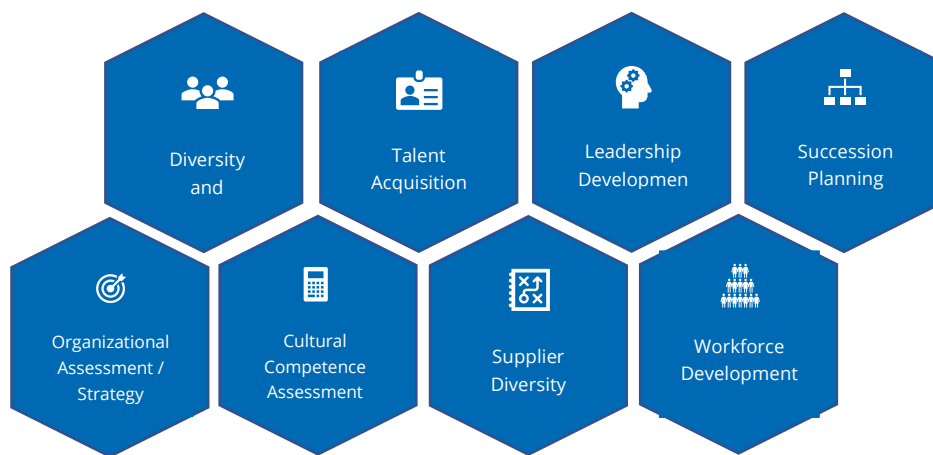 Diversity
and
Talent
Acquisition
Leadership
Developmen
Succession
Planning
Organizational
Assessment /
Strategy
Cultural
Competence
Assessment
Supplier
Diversity
Workforce
Development